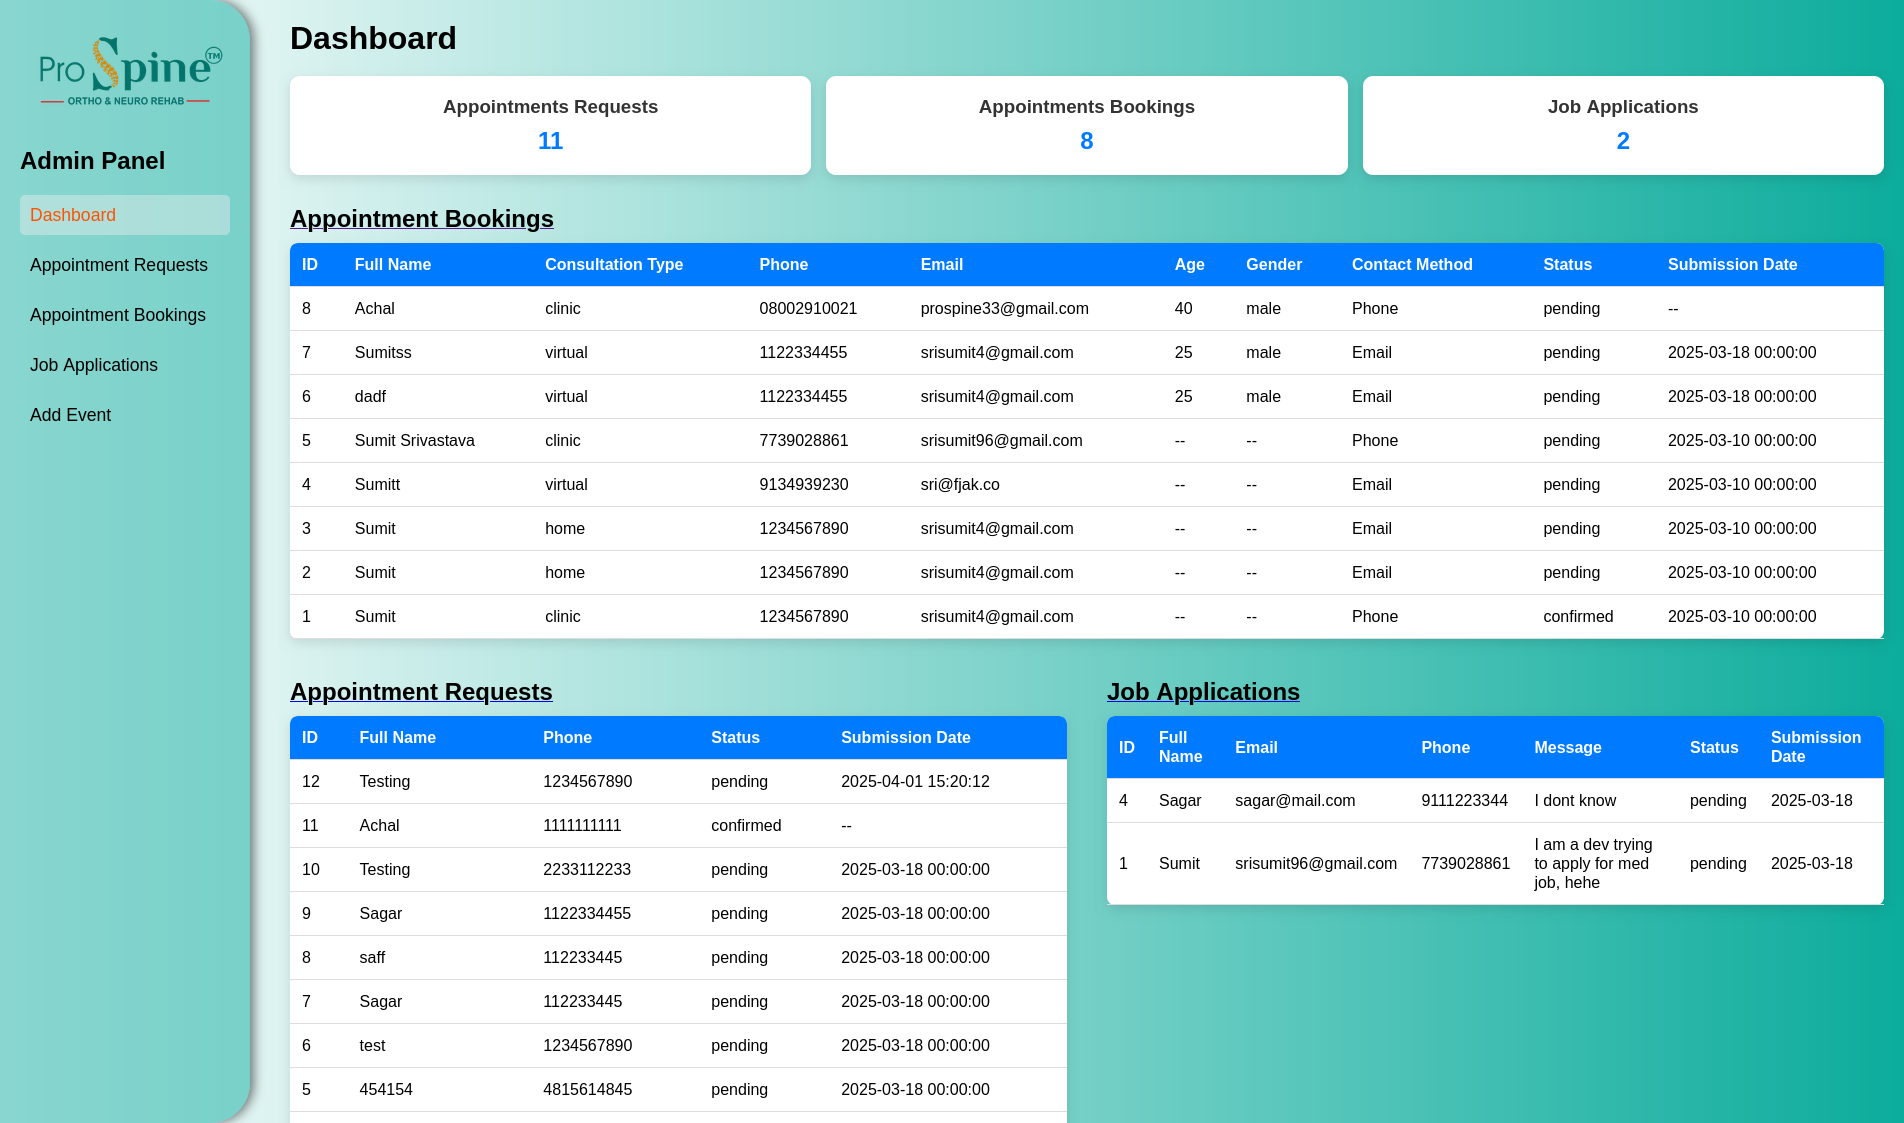 Pro Spine™
ORTHO & NEURO REHAB
Admin Panel
Dashboard
Appointment Requests
Appointment Bookings
Job Applications
Add Event
Dashboard
Appointments Requests
11
Appointments Bookings
8
Job Applications
2
Appointment Bookings
ID Full Name Consultation Type Phone Email Age Gender Contact Method Status Submission Date
8 Achal clinic 08002910021 prospine33@gmail.com 40 male Phone pending --
7 Sumitss virtual 1122334455 srisumit4@gmail.com 25 male Email pending 2025-03-18 00:00:00
6 dadf virtual 1122334455 srisumit4@gmail.com 25 male Email pending 2025-03-18 00:00:00
5 Sumit Srivastava clinic 7739028861 srisumit96@gmail.com -- -- Phone pending 2025-03-10 00:00:00
4 Sumitt virtual 9134939230 sri@fjak.co -- -- Email pending 2025-03-10 00:00:00
3 Sumit home 1234567890 srisumit4@gmail.com -- -- Email pending 2025-03-10 00:00:00
2 Sumit home 1234567890 srisumit4@gmail.com -- -- Email pending 2025-03-10 00:00:00
1 Sumit clinic 1234567890 srisumit4@gmail.com -- -- Phone confirmed 2025-03-10 00:00:00
Appointment Requests
ID Full Name Phone Status Submission Date
12 Testing 1234567890 pending 2025-04-01 15:20:12
11 Achal 1111111111 confirmed --
10 Testing 2233112233 pending 2025-03-18 00:00:00
9 Sagar 1122334455 pending 2025-03-18 00:00:00
8 saff 112233445 pending 2025-03-18 00:00:00
7 Sagar 112233445 pending 2025-03-18 00:00:00
6 test 1234567890 pending 2025-03-18 00:00:00
5 454154 4815614845 pending 2025-03-18 00:00:00
Job Applications
ID Full Name Email Phone Message Status Submission Date
4 Sagar sagar@mail.com 9111223344 I dont know pending 2025-03-18
1 Sumit srisumit96@gmail.com 7739028861 I am a dev trying to apply for med job, hehe pending 2025-03-18